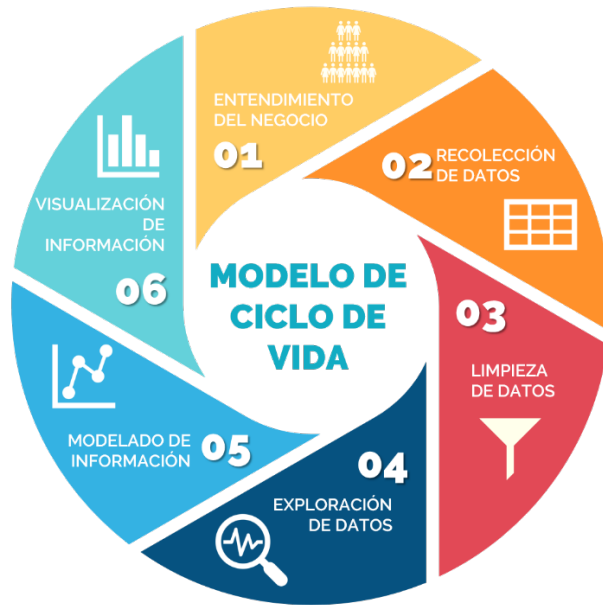 ENTENDIMIENTO
DEL NEGOCIO
01
02
RECOLECCIÓN
DE DATOS
03
LIMPIEZA
DE DATOS
04
EXPLORACIÓN
DE DATOS
05
MODELADO DE
INFORMACIÓN
VISUALIZACIÓN
DE
INFORMACIÓN
06
MODELO DE
CICLO DE
VIDA